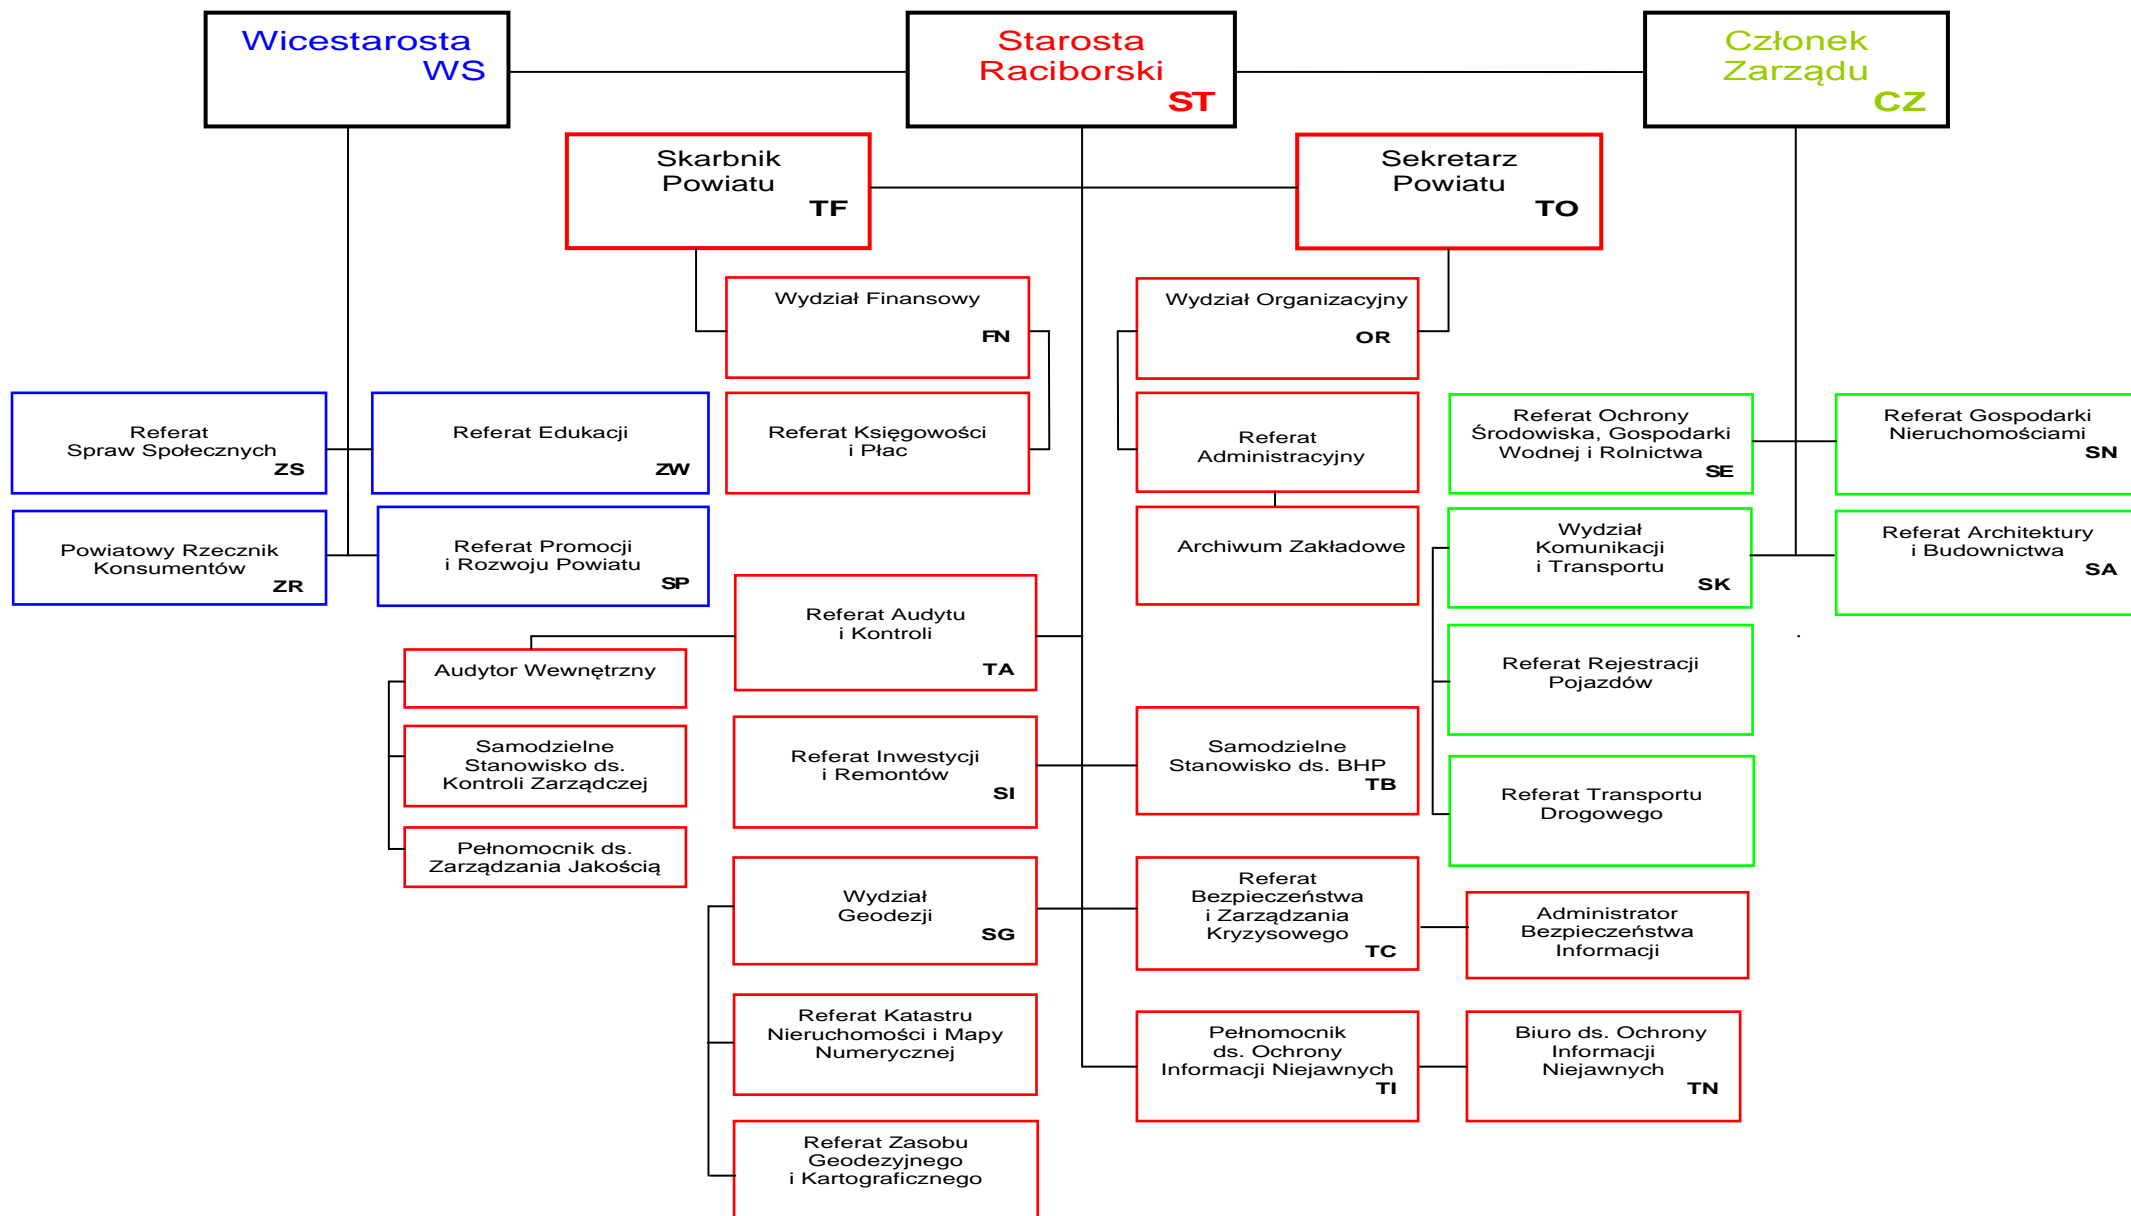 Wicestarosta
WS
Starosta
Raciborski
ST
Członek
Zarządu
CZ
Skarbnik
Powiatu
TF
Sekretarz
Powiatu
TO
Wydział Finansowy
FN
Wydział Organizacyjny
OR
Referat
Spraw Społecznych
ZS
Referat Edukacji
ZW
Referat Księgowości
i Płac
Referat
Administracyjny
Referat Ochrony
Środowiska, Gospodarki
Wodnej i Rolnictwa
SE
Referat Gospodarki
Nieruchomościami
SN
Powiatowy Rzecznik
Konsumentów
ZR
Referat Promocji
i Rozwoju Powiatu
SP
Archiwum Zakładowe
Wydział
Komunikacji
i Transportu
SK
Referat Architektury
i Budownictwa
SA
Referat Audytu
i Kontroli
TA
Audytor Wewnętrzny
Referat Rejestracji
Pojazdów
Samodzielne
Stanowisko ds.
Kontroli Zarządczej
Referat Inwestycji
i Remontów
SI
Samodzielne
Stanowisko ds. BHP
TB
Referat Transportu
Drogowego
Pełnomocnik ds.
Zarządzania Jakością
Wydział
Geodezji
SG
Referat
Bezpieczeństwa
i Zarządzania
Kryzysowego
TC
Administrator
Bezpieczeństwa
Informacji
Referat Katastru
Nieruchomości i Mapy
Numerycznej
Pełnomocnik
ds. Ochrony
Informacji Niejawnych
TI
Biuro ds. Ochrony
Informacji
Niejawnych
TN
Referat Zasobu
Geodezyjnego
i Kartograficznego